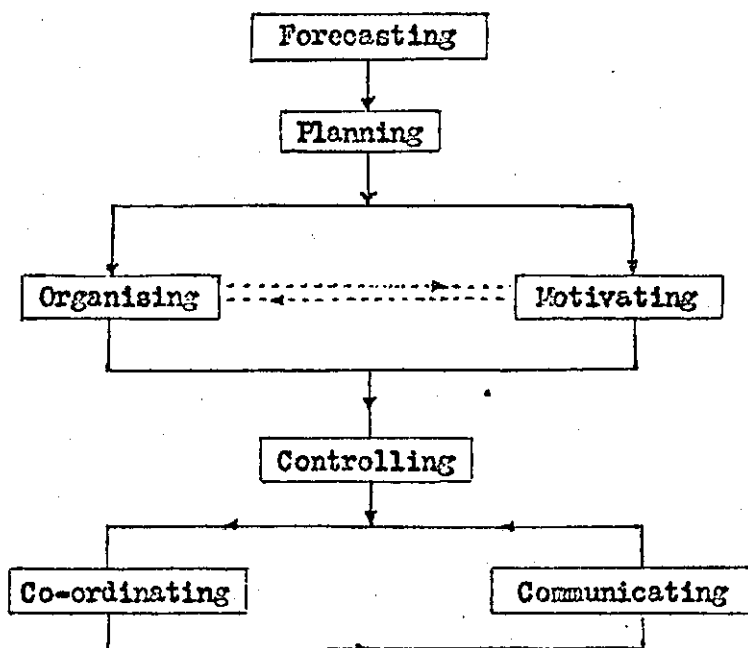 Forecasting
Planning
Organising
Motivating
Controlling
Co-ordinating
Communicating